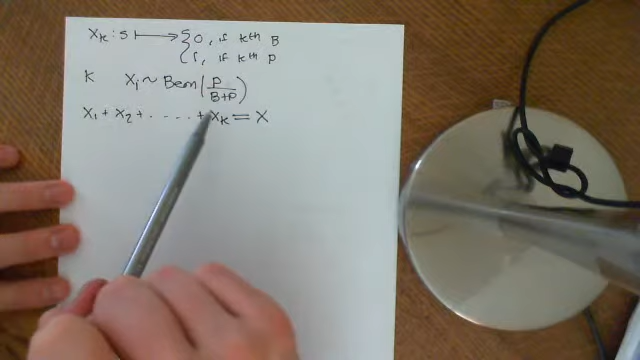 X_k : S ⟼ { 0, if kth B
{ 1, if kth P
K X_i ~ Bern(P/(B+P))
X_1 + X_2 + ..... + X_k = X